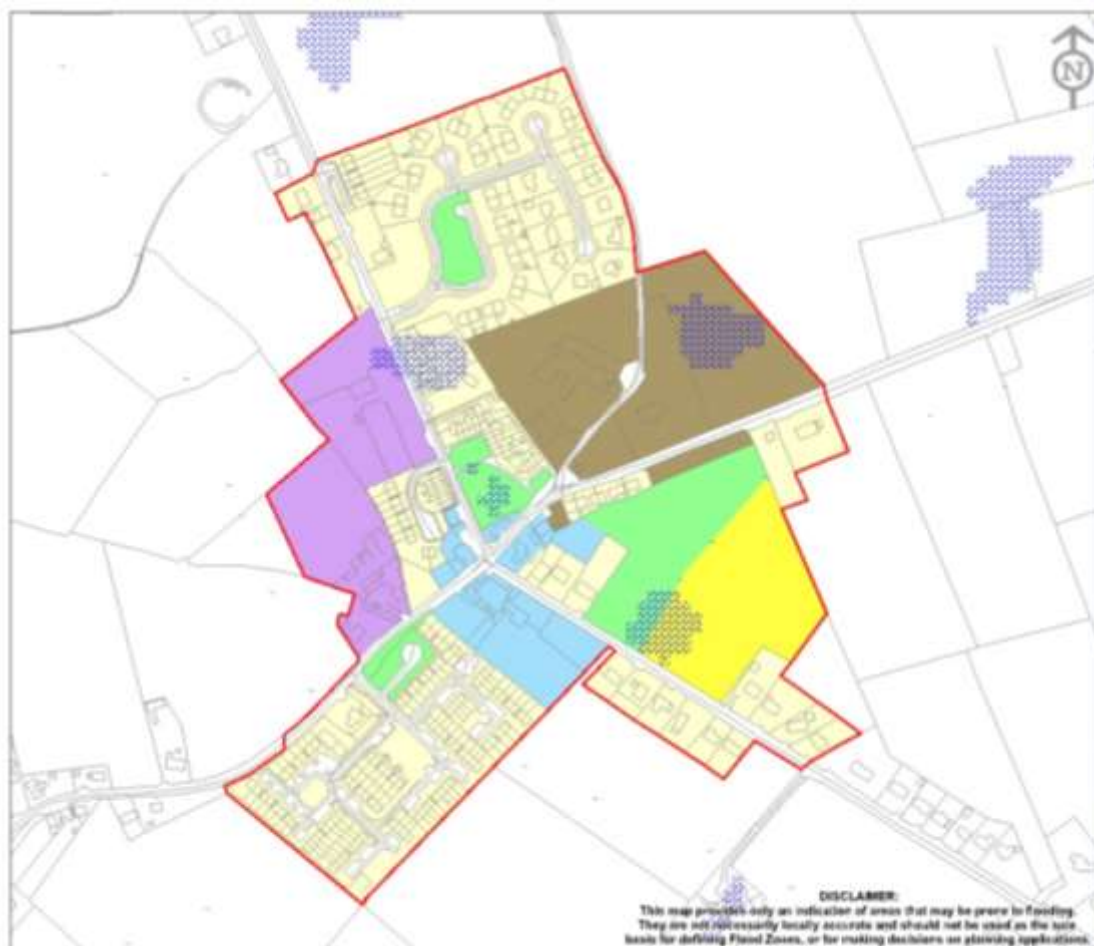 N
DISCLAIMER:
This map provides only an indication of areas that may be prone to flooding.
They are not necessarily locally accurate and should not be used as the sole
basis for defining Flood Zones, or for making decisions on planning applications.